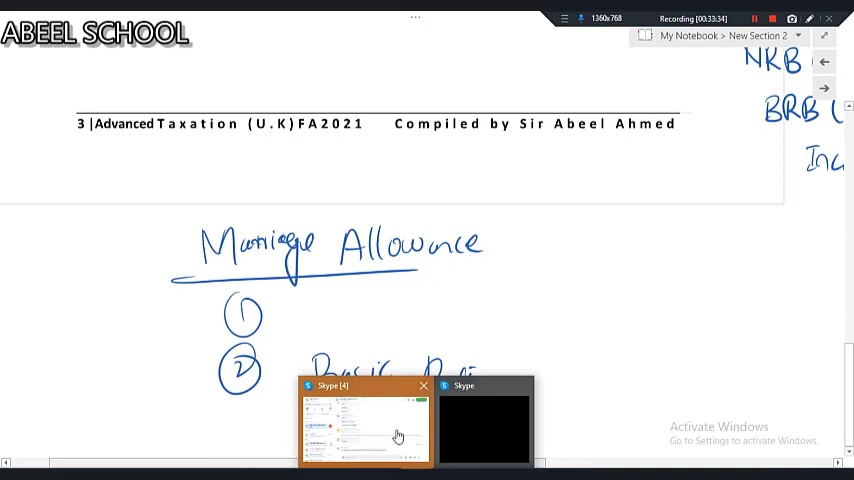 ABEEL SCHOOL
1360x768
Recording [00:33:34]
My Notebook > New Section 2
NRB
BRB (
3|Advanced Taxation (U.K)FA2021 Compiled by Sir Abeel Ahmed
Marriage Allowance
1
2 Basic
Skype [4]
Skype
Activate Windows
Go to Settings to activate Windows.